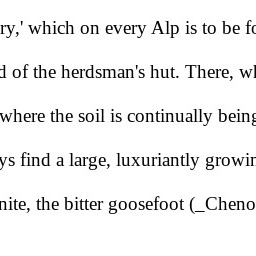 ry,' which on every Alp is to be fo
d of the herdsman's hut. There, wh
where the soil is continually being
ys find a large, luxuriantly growin
nite, the bitter goosefoot (_Cheno